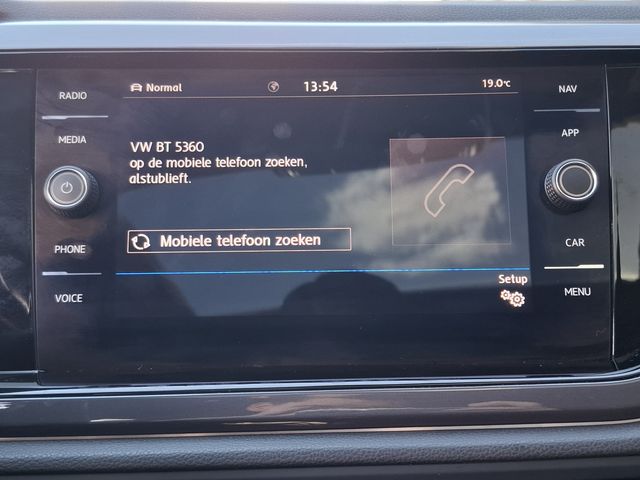 RADIO
MEDIA
PHONE
VOICE
Normal
13:54
19.0°C
VW BT 5360
op de mobiele telefoon zoeken,
alstublieft.
Mobiele telefoon zoeken
Setup
NAV
APP
CAR
MENU